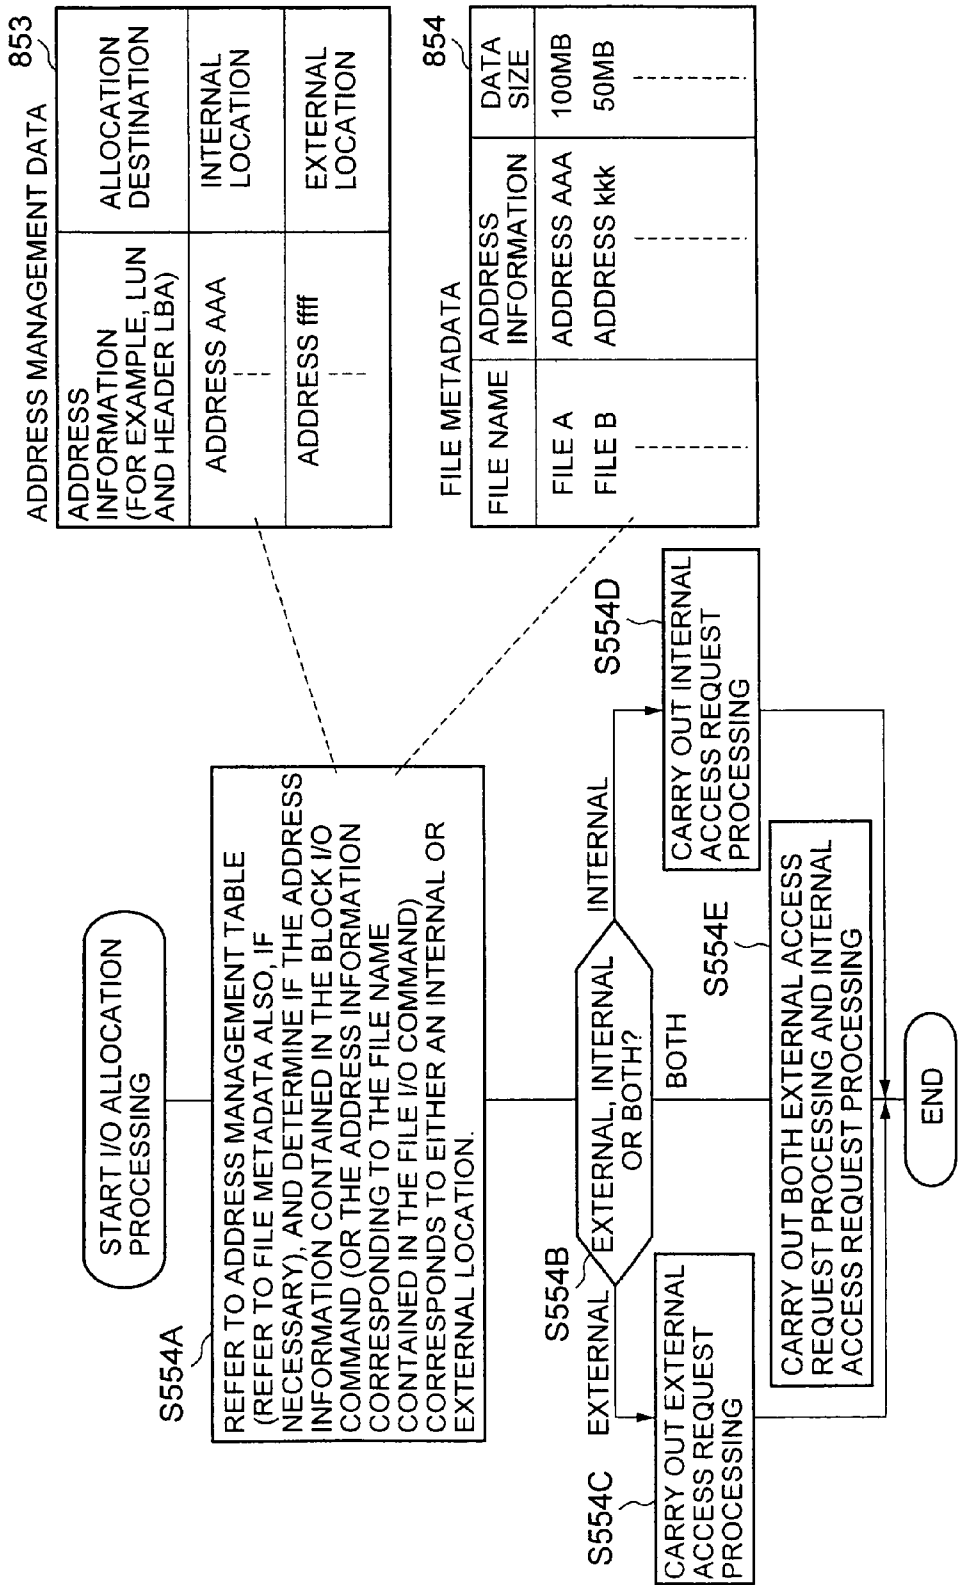 START I/O ALLOCATION
PROCESSING
S554A
REFER TO ADDRESS MANAGEMENT TABLE
(REFER TO FILE METADATA ALSO, IF
NECESSARY), AND DETERMINE IF THE ADDRESS
INFORMATION CONTAINED IN THE BLOCK I/O
COMMAND (OR THE ADDRESS INFORMATION
CORRESPONDING TO THE FILE NAME
CONTAINED IN THE FILE I/O COMMAND)
CORRESPONDS TO EITHER AN INTERNAL OR
EXTERNAL LOCATION.
S554B
EXTERNAL, INTERNAL
OR BOTH?
EXTERNAL
INTERNAL
BOTH
S554C
CARRY OUT EXTERNAL
ACCESS REQUEST
PROCESSING
S554D
CARRY OUT INTERNAL
ACCESS REQUEST
PROCESSING
S554E
CARRY OUT BOTH EXTERNAL ACCESS
REQUEST PROCESSING AND INTERNAL
ACCESS REQUEST PROCESSING
END
ADDRESS MANAGEMENT DATA
853
ADDRESS
INFORMATION
(FOR EXAMPLE, LUN
AND HEADER LBA)
ALLOCATION
DESTINATION
ADDRESS AAA
INTERNAL
LOCATION
ADDRESS ffff
EXTERNAL
LOCATION
FILE METADATA
854
FILE NAME
ADDRESS
INFORMATION
DATA
SIZE
FILE A ADDRESS AAA 100MB
FILE B ADDRESS kkk 50MB